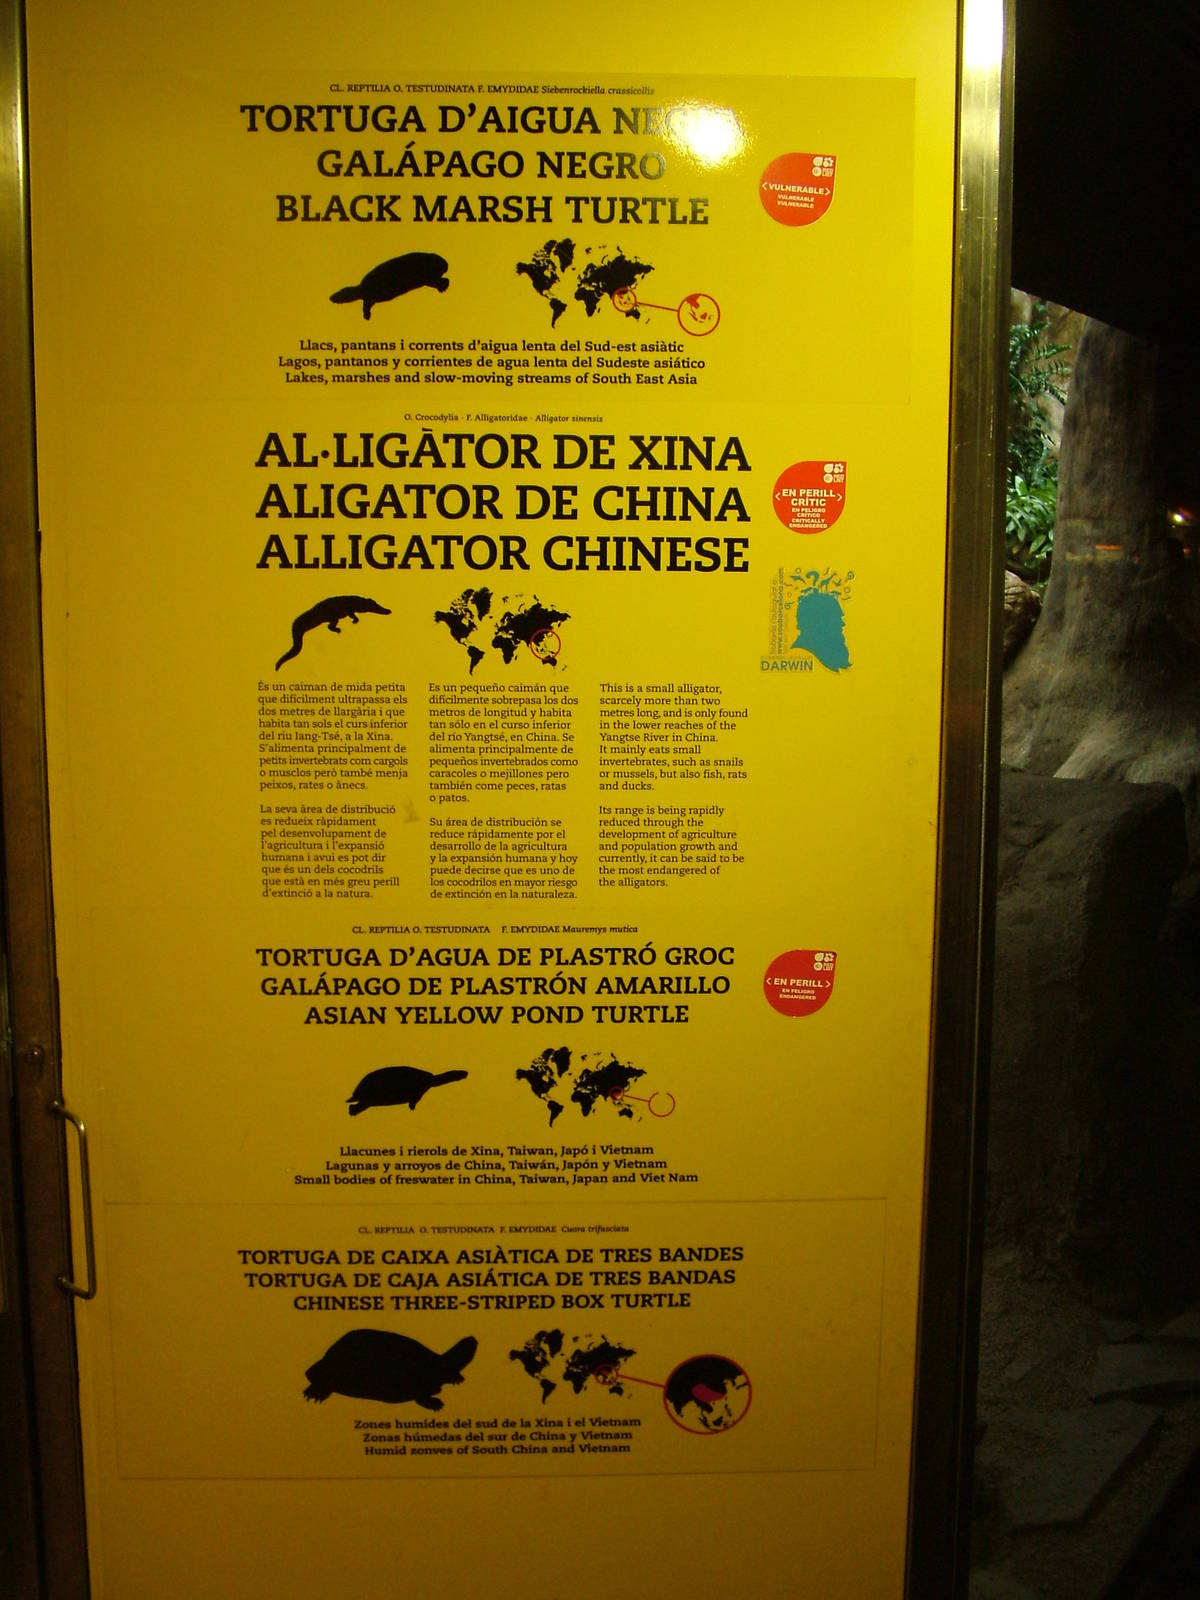 CL. REPTILIA O. TESTUDINATA F. EMYDIDAE Siebenrockiella crassicollis
TORTUGA D'AIGUA NEGRA
GALÁPAGO NEGRO
BLACK MARSH TURTLE
<VULNERABLE>
VULNERABLE
VULNERABLE
Llacs, pantans i corrents d'aigua lenta del Sud-est asiàtic
Lagos, pantanos y corrientes de agua lenta del Sudeste asiático
Lakes, marshes and slow-moving streams of South East Asia
O. Crocodylia - F. Alligatoridae - Alligator sinensis
AL·LIGÀTOR DE XINA
ALIGATOR DE CHINA
ALLIGATOR CHINESE
<EN PERILL>
CRÍTIC
EN PELIGRO
CRÍTICO
CRITICALLY
ENDANGERED
www.zoobarcelona.com
DARWIN
És un caiman de mida petita
que difícilment ultrapassa els
dos metres de llargària i que
habita tan sols el curs inferior
del riu Iang-Tsé, a la Xina.
S'alimenta principalment de
petits invertebrats com cargols
o musclos però també menja
peixos, rates o ànecs.
La seva àrea de distribució
es redueix ràpidament
pel desenvolupament de
l'agricultura i l'expansió
humana i avui es pot dir
que és un dels cocodrils
que està en més greu perill
d'extinció a la natura.
Es un pequeño caimán que
difícilmente sobrepasa los dos
metros de longitud y habita
tan sólo en el curso inferior
del río Yangtsé, en China. Se
alimenta principalmente de
pequeños invertebrados como
caracoles o mejillones pero
también come peces, ratas
o patos.
Su área de distribución se
reduce rápidamente por el
desarrollo de la agricultura
y la expansión humana y hoy
puede decirse que es uno de
los cocodrilos en mayor riesgo
de extinción en la naturaleza.
This is a small alligator,
scarcely more than two
metres long, and is only found
in the lower reaches of the
Yangtse River in China.
It mainly eats small
invertebrates, such as snails
or mussels, but also fish, rats
and ducks.
Its range is being rapidly
reduced through the
development of agriculture
and population growth and
currently, it can be said to be
the most endangered of
the alligators.
CL. REPTILIA O. TESTUDINATA F. EMYDIDAE Mauremys mutica
TORTUGA D'AGUA DE PLASTRÓ GROC
GALÁPAGO DE PLASTRÓN AMARILLO
ASIAN YELLOW POND TURTLE
<EN PERILL>
EN PELIGRO
ENDANGERED
Llacunes i rierols de Xina, Taiwan, Japó i Vietnam
Lagunas y arroyos de China, Taiwán, Japón y Vietnam
Small bodies of freswater in China, Taiwan, Japan and Viet Nam
CL. REPTILIA O. TESTUDINATA F. EMYDIDAE Cuora trifasciata
TORTUGA DE CAIXA ASIÀTICA DE TRES BANDES
TORTUGA DE CAJA ASIÁTICA DE TRES BANDAS
CHINESE THREE-STRIPED BOX TURTLE
Zones humides del sud de la Xina i el Vietnam
Zonas húmedas del sur de China y Vietnam
Humid zonves of South China and Vietnam